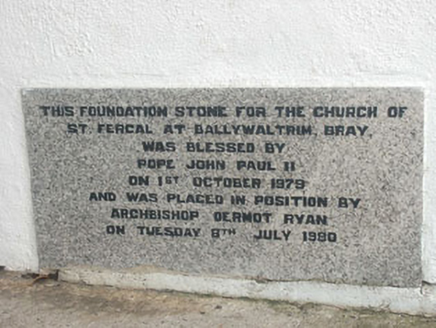 THIS FOUNDATION STONE FOR THE CHURCH OF
ST. FERGAL AT BALLYWALTRIM, BRAY,
WAS BLESSED BY
POPE JOHN PAUL II
ON 1ST OCTOBER 1979
AND WAS PLACED IN POSITION BY
ARCHBISHOP DERMOT RYAN
ON TUESDAY 8TH JULY 1980